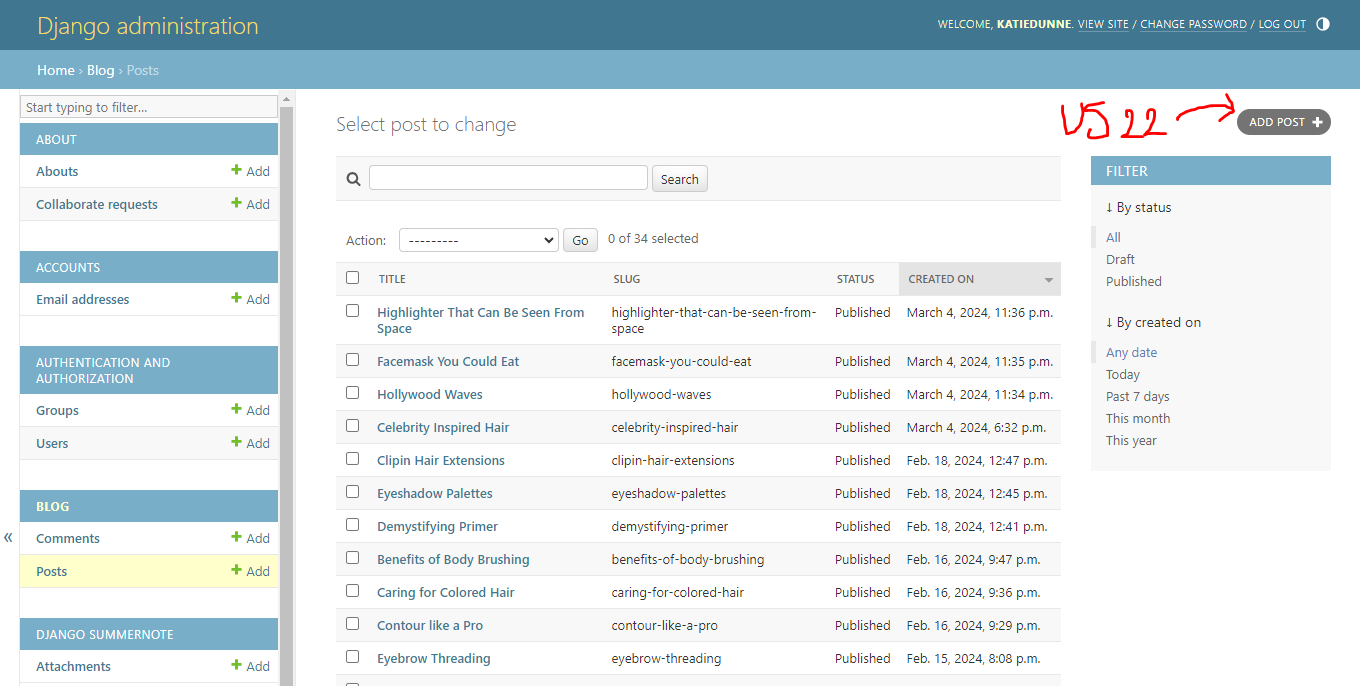 Django administration
WELCOME, KATIEDUNNE. VIEW SITE / CHANGE PASSWORD / LOG OUT
Home › Blog › Posts
Start typing to filter...
ABOUT
Abouts + Add
Collaborate requests + Add
ACCOUNTS
Email addresses + Add
AUTHENTICATION AND
AUTHORIZATION
Groups + Add
Users + Add
BLOG
«
Comments + Add
Posts + Add
DJANGO SUMMERNOTE
Attachments + Add
Select post to change
US 22
ADD POST +
Search
Action: --------- Go 0 of 34 selected
TITLE SLUG STATUS CREATED ON
Highlighter That Can Be Seen From Space highlighter-that-can-be-seen-from-space Published March 4, 2024, 11:36 p.m.
Facemask You Could Eat facemask-you-could-eat Published March 4, 2024, 11:35 p.m.
Hollywood Waves hollywood-waves Published March 4, 2024, 11:34 p.m.
Celebrity Inspired Hair celebrity-inspired-hair Published March 4, 2024, 6:32 p.m.
Clipin Hair Extensions clipin-hair-extensions Published Feb. 18, 2024, 12:47 p.m.
Eyeshadow Palettes eyeshadow-palettes Published Feb. 18, 2024, 12:45 p.m.
Demystifying Primer demystifying-primer Published Feb. 18, 2024, 12:41 p.m.
Benefits of Body Brushing benefits-of-body-brushing Published Feb. 16, 2024, 9:47 p.m.
Caring for Colored Hair caring-for-colored-hair Published Feb. 16, 2024, 9:36 p.m.
Contour like a Pro contour-like-a-pro Published Feb. 16, 2024, 9:29 p.m.
Eyebrow Threading eyebrow-threading Published Feb. 15, 2024, 8:08 p.m.
FILTER
↓ By status
All
Draft
Published
↓ By created on
Any date
Today
Past 7 days
This month
This year